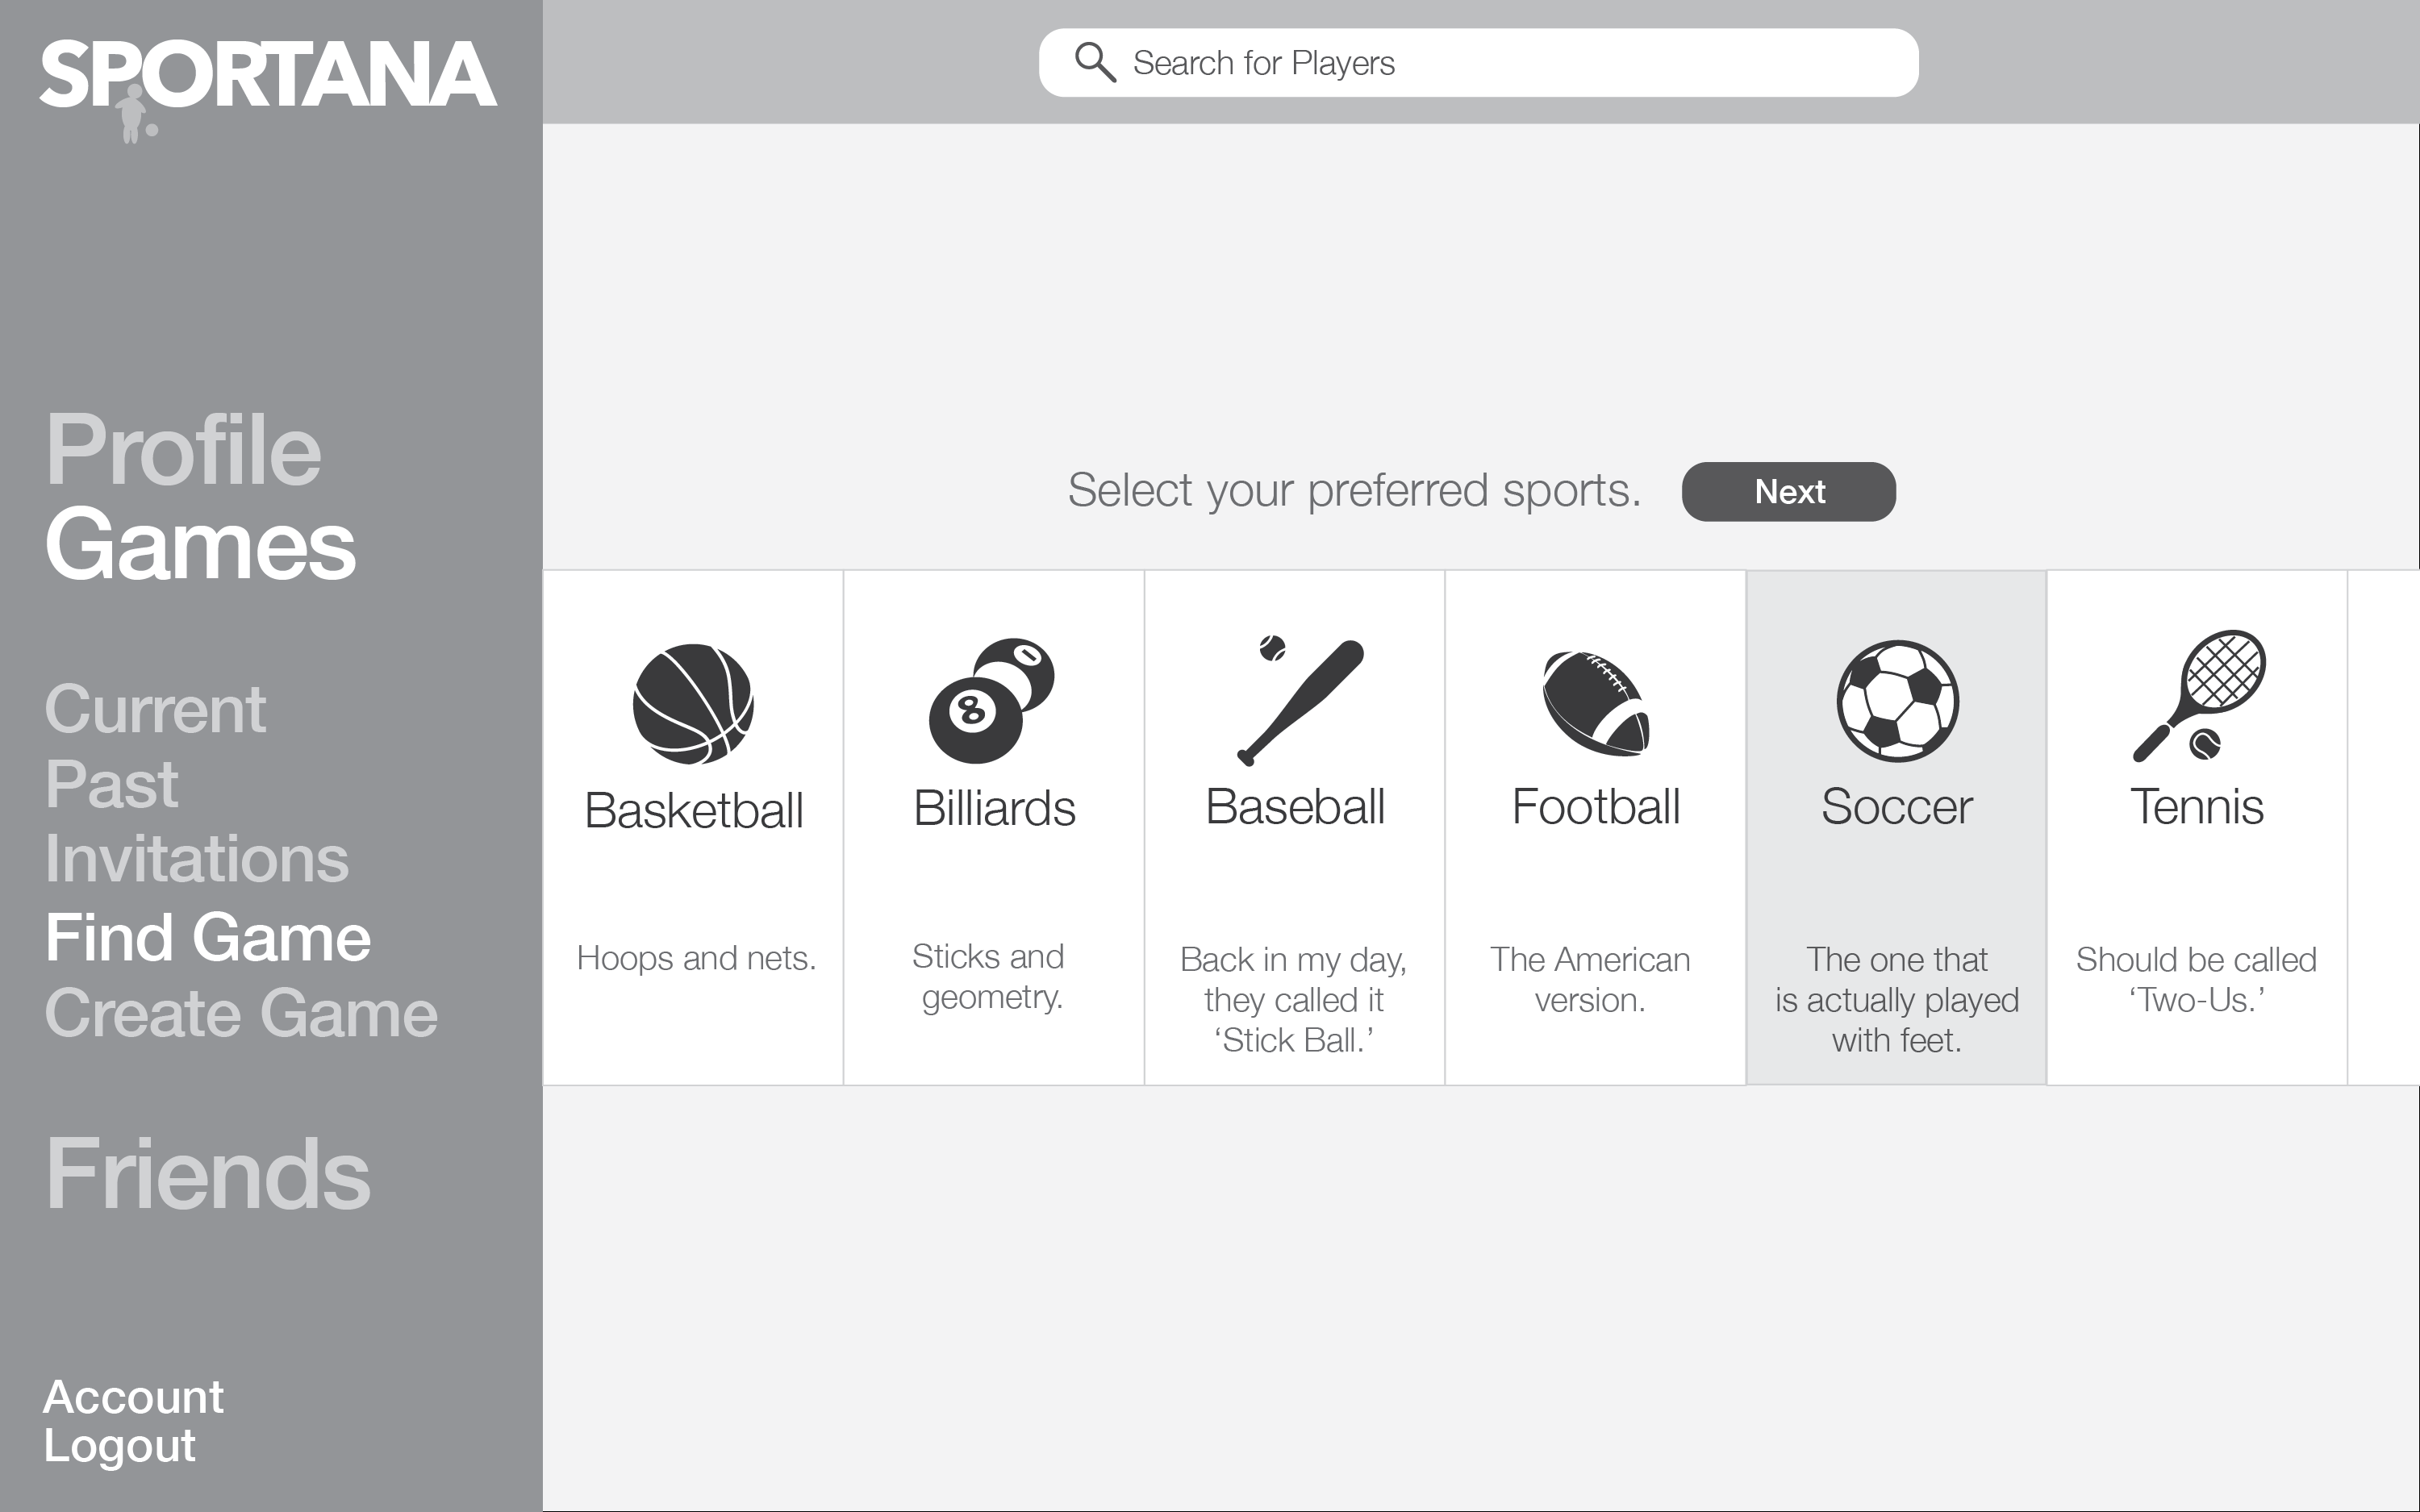 SPORTANA
Search for Players
Profile
Games
Current
Past
Invitations
Find Game
Create Game
Friends
Account
Logout
Select your preferred sports.
Next
8
Basketball
Hoops and nets.
Billiards
Sticks and
geometry.
Baseball
Back in my day,
they called it
‘Stick Ball.’
Football
The American
version.
Soccer
The one that
is actually played
with feet.
Tennis
Should be called
‘Two-Us.’